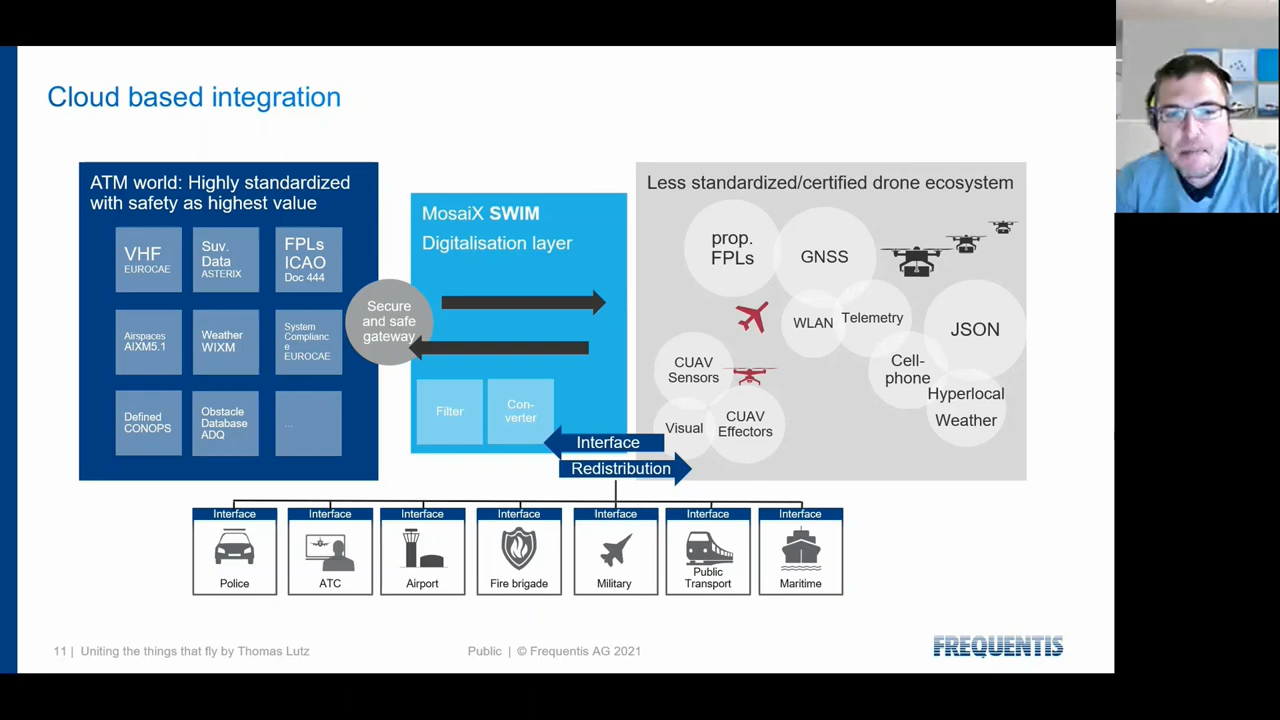 Cloud based integration
ATM world: Highly standardized
with safety as highest value
VHF
EUROCAE
Suv.
Data
ASTERIX
FPLs
ICAO
Doc 444
Airspaces
AIXM5.1
Weather
WIXM
System
Complianc
e
EUROCAE
Defined
CONOPS
Obstacle
Database
ADQ
...
Secure
and safe
gateway
MosaiX SWIM
Digitalisation layer
Filter
Con-
verter
Less standardized/certified drone ecosystem
prop.
FPLs
GNSS
WLAN
Telemetry
JSON
CUAV
Sensors
Cell-
phone
Hyperlocal
Weather
Visual
CUAV
Effectors
Interface
Redistribution
Interface
Police
Interface
ATC
Interface
Airport
Interface
Fire brigade
Interface
Military
Interface
Public
Transport
Interface
Maritime
11 | Uniting the things that fly by Thomas Lutz
Public | © Frequentis AG 2021
FREQUENTIS